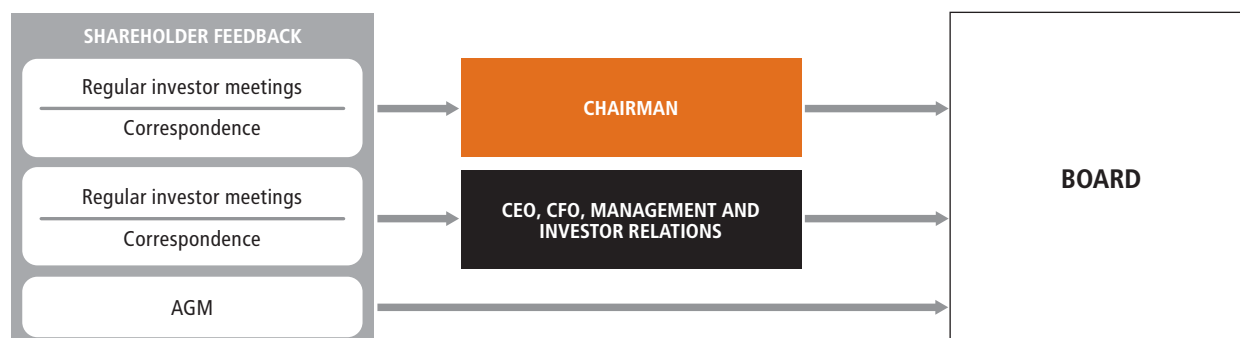 SHAREHOLDER FEEDBACK
Regular investor meetings
Correspondence
CHAIRMAN
Regular investor meetings
Correspondence
CEO, CFO, MANAGEMENT AND
INVESTOR RELATIONS
AGM
BOARD